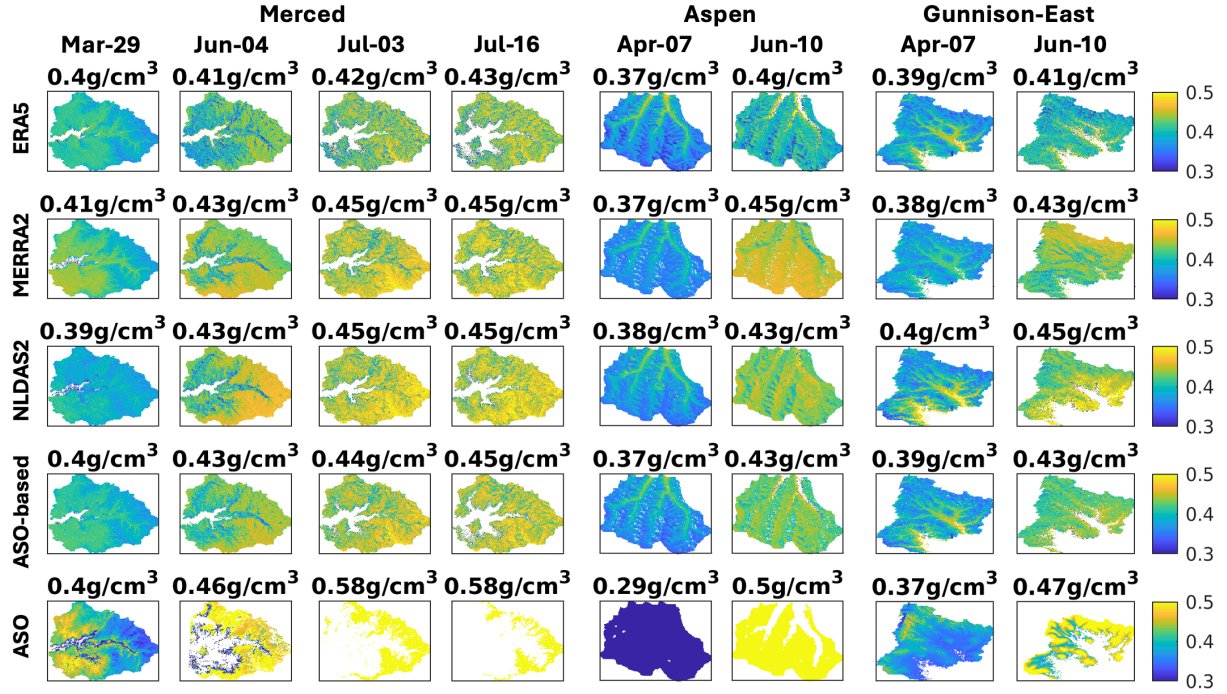 Merced Aspen Gunnison-East
Mar-29 Jun-04 Jul-03 Jul-16 Apr-07 Jun-10 Apr-07 Jun-10
0.4g/cm³ 0.41g/cm³ 0.42g/cm³ 0.43g/cm³ 0.37g/cm³ 0.4g/cm³ 0.39g/cm³ 0.41g/cm³
ERA5
0.5
0.4
0.3
0.41g/cm³ 0.43g/cm³ 0.45g/cm³ 0.45g/cm³ 0.37g/cm³ 0.45g/cm³ 0.38g/cm³ 0.43g/cm³
MERRA2
0.5
0.4
0.3
0.39g/cm³ 0.43g/cm³ 0.45g/cm³ 0.45g/cm³ 0.38g/cm³ 0.43g/cm³ 0.4g/cm³ 0.45g/cm³
NLDAS2
0.5
0.4
0.3
0.4g/cm³ 0.43g/cm³ 0.44g/cm³ 0.45g/cm³ 0.37g/cm³ 0.43g/cm³ 0.39g/cm³ 0.43g/cm³
ASO-based
0.5
0.4
0.3
0.4g/cm³ 0.46g/cm³ 0.58g/cm³ 0.58g/cm³ 0.29g/cm³ 0.5g/cm³ 0.37g/cm³ 0.47g/cm³
ASO
0.5
0.4
0.3